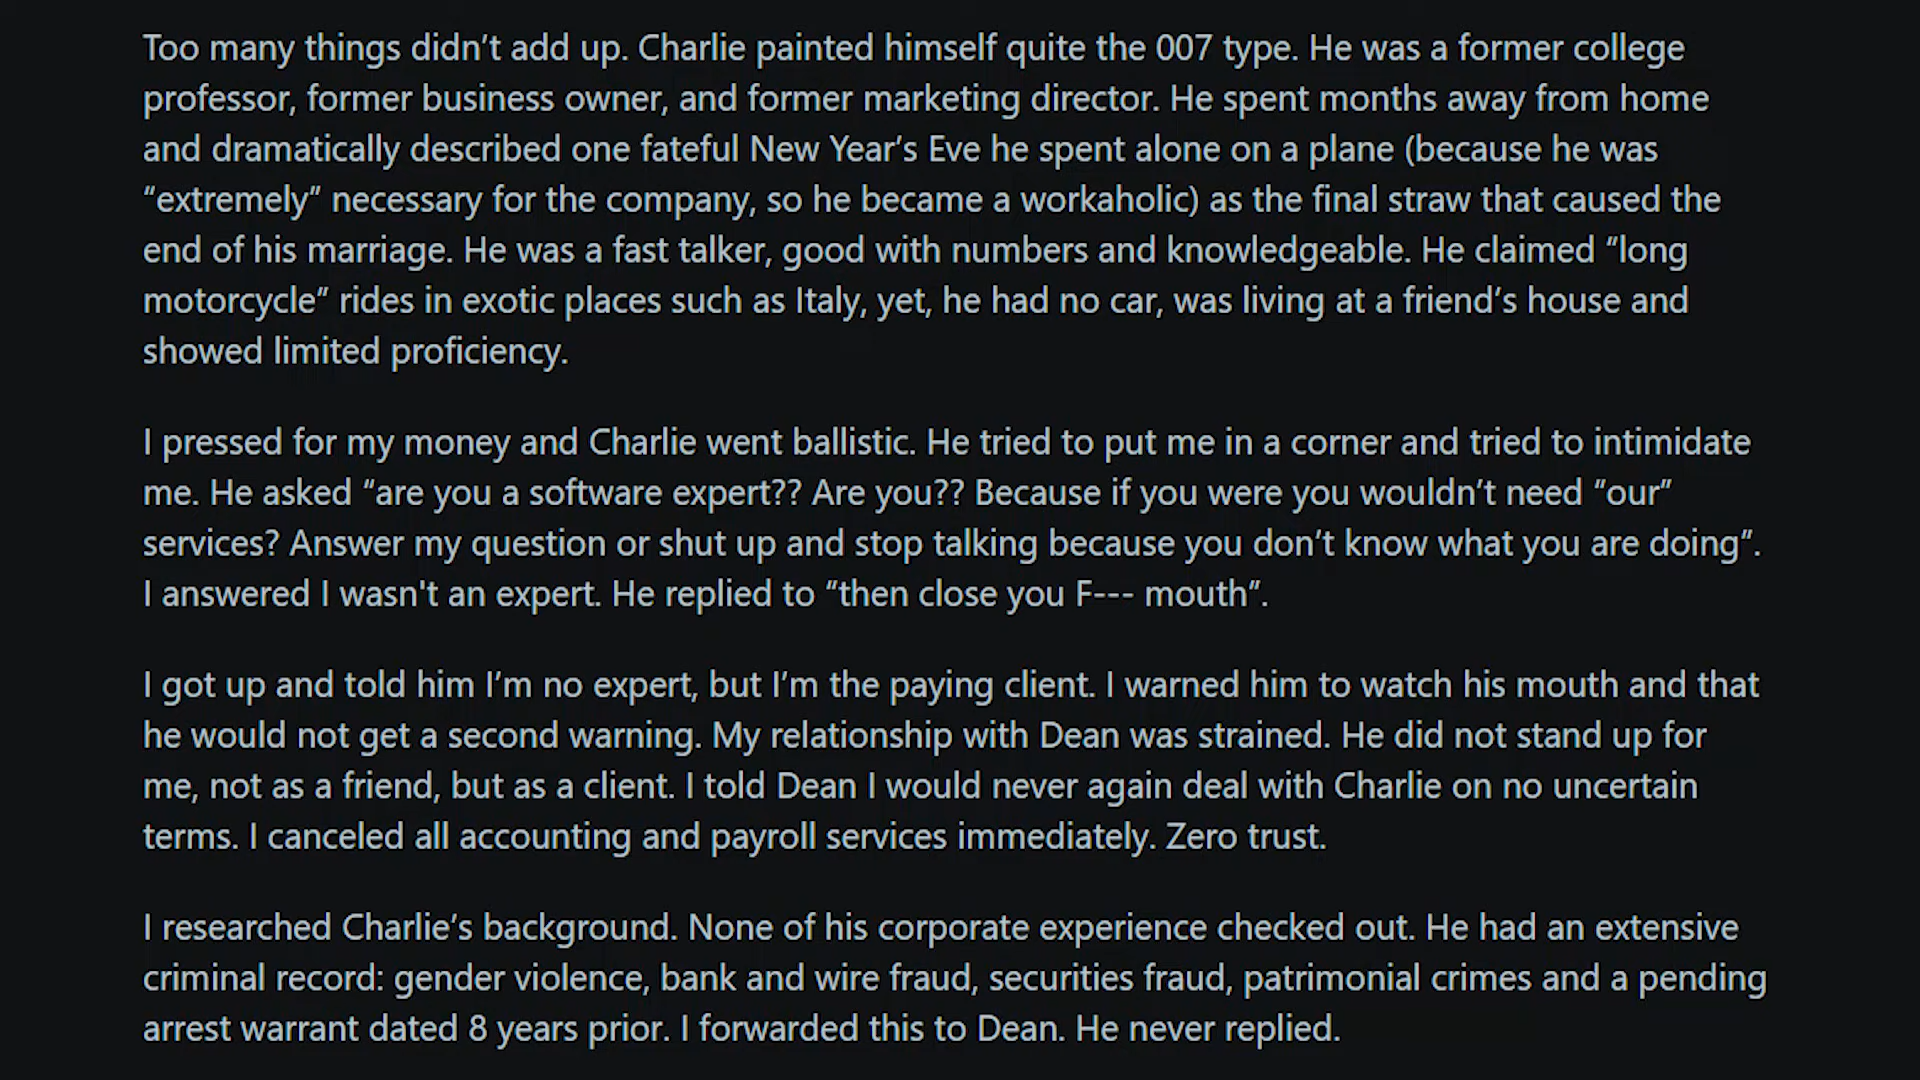 Too many things didn’t add up. Charlie painted himself quite the 007 type. He was a former college
professor, former business owner, and former marketing director. He spent months away from home
and dramatically described one fateful New Year’s Eve he spent alone on a plane (because he was
“extremely” necessary for the company, so he became a workaholic) as the final straw that caused the
end of his marriage. He was a fast talker, good with numbers and knowledgeable. He claimed “long
motorcycle” rides in exotic places such as Italy, yet, he had no car, was living at a friend’s house and
showed limited proficiency.
I pressed for my money and Charlie went ballistic. He tried to put me in a corner and tried to intimidate
me. He asked “are you a software expert?? Are you?? Because if you were you wouldn’t need “our”
services? Answer my question or shut up and stop talking because you don’t know what you are doing”.
I answered I wasn't an expert. He replied to “then close you F--- mouth”.
I got up and told him I’m no expert, but I’m the paying client. I warned him to watch his mouth and that
he would not get a second warning. My relationship with Dean was strained. He did not stand up for
me, not as a friend, but as a client. I told Dean I would never again deal with Charlie on no uncertain
terms. I canceled all accounting and payroll services immediately. Zero trust.
I researched Charlie’s background. None of his corporate experience checked out. He had an extensive
criminal record: gender violence, bank and wire fraud, securities fraud, patrimonial crimes and a pending
arrest warrant dated 8 years prior. I forwarded this to Dean. He never replied.